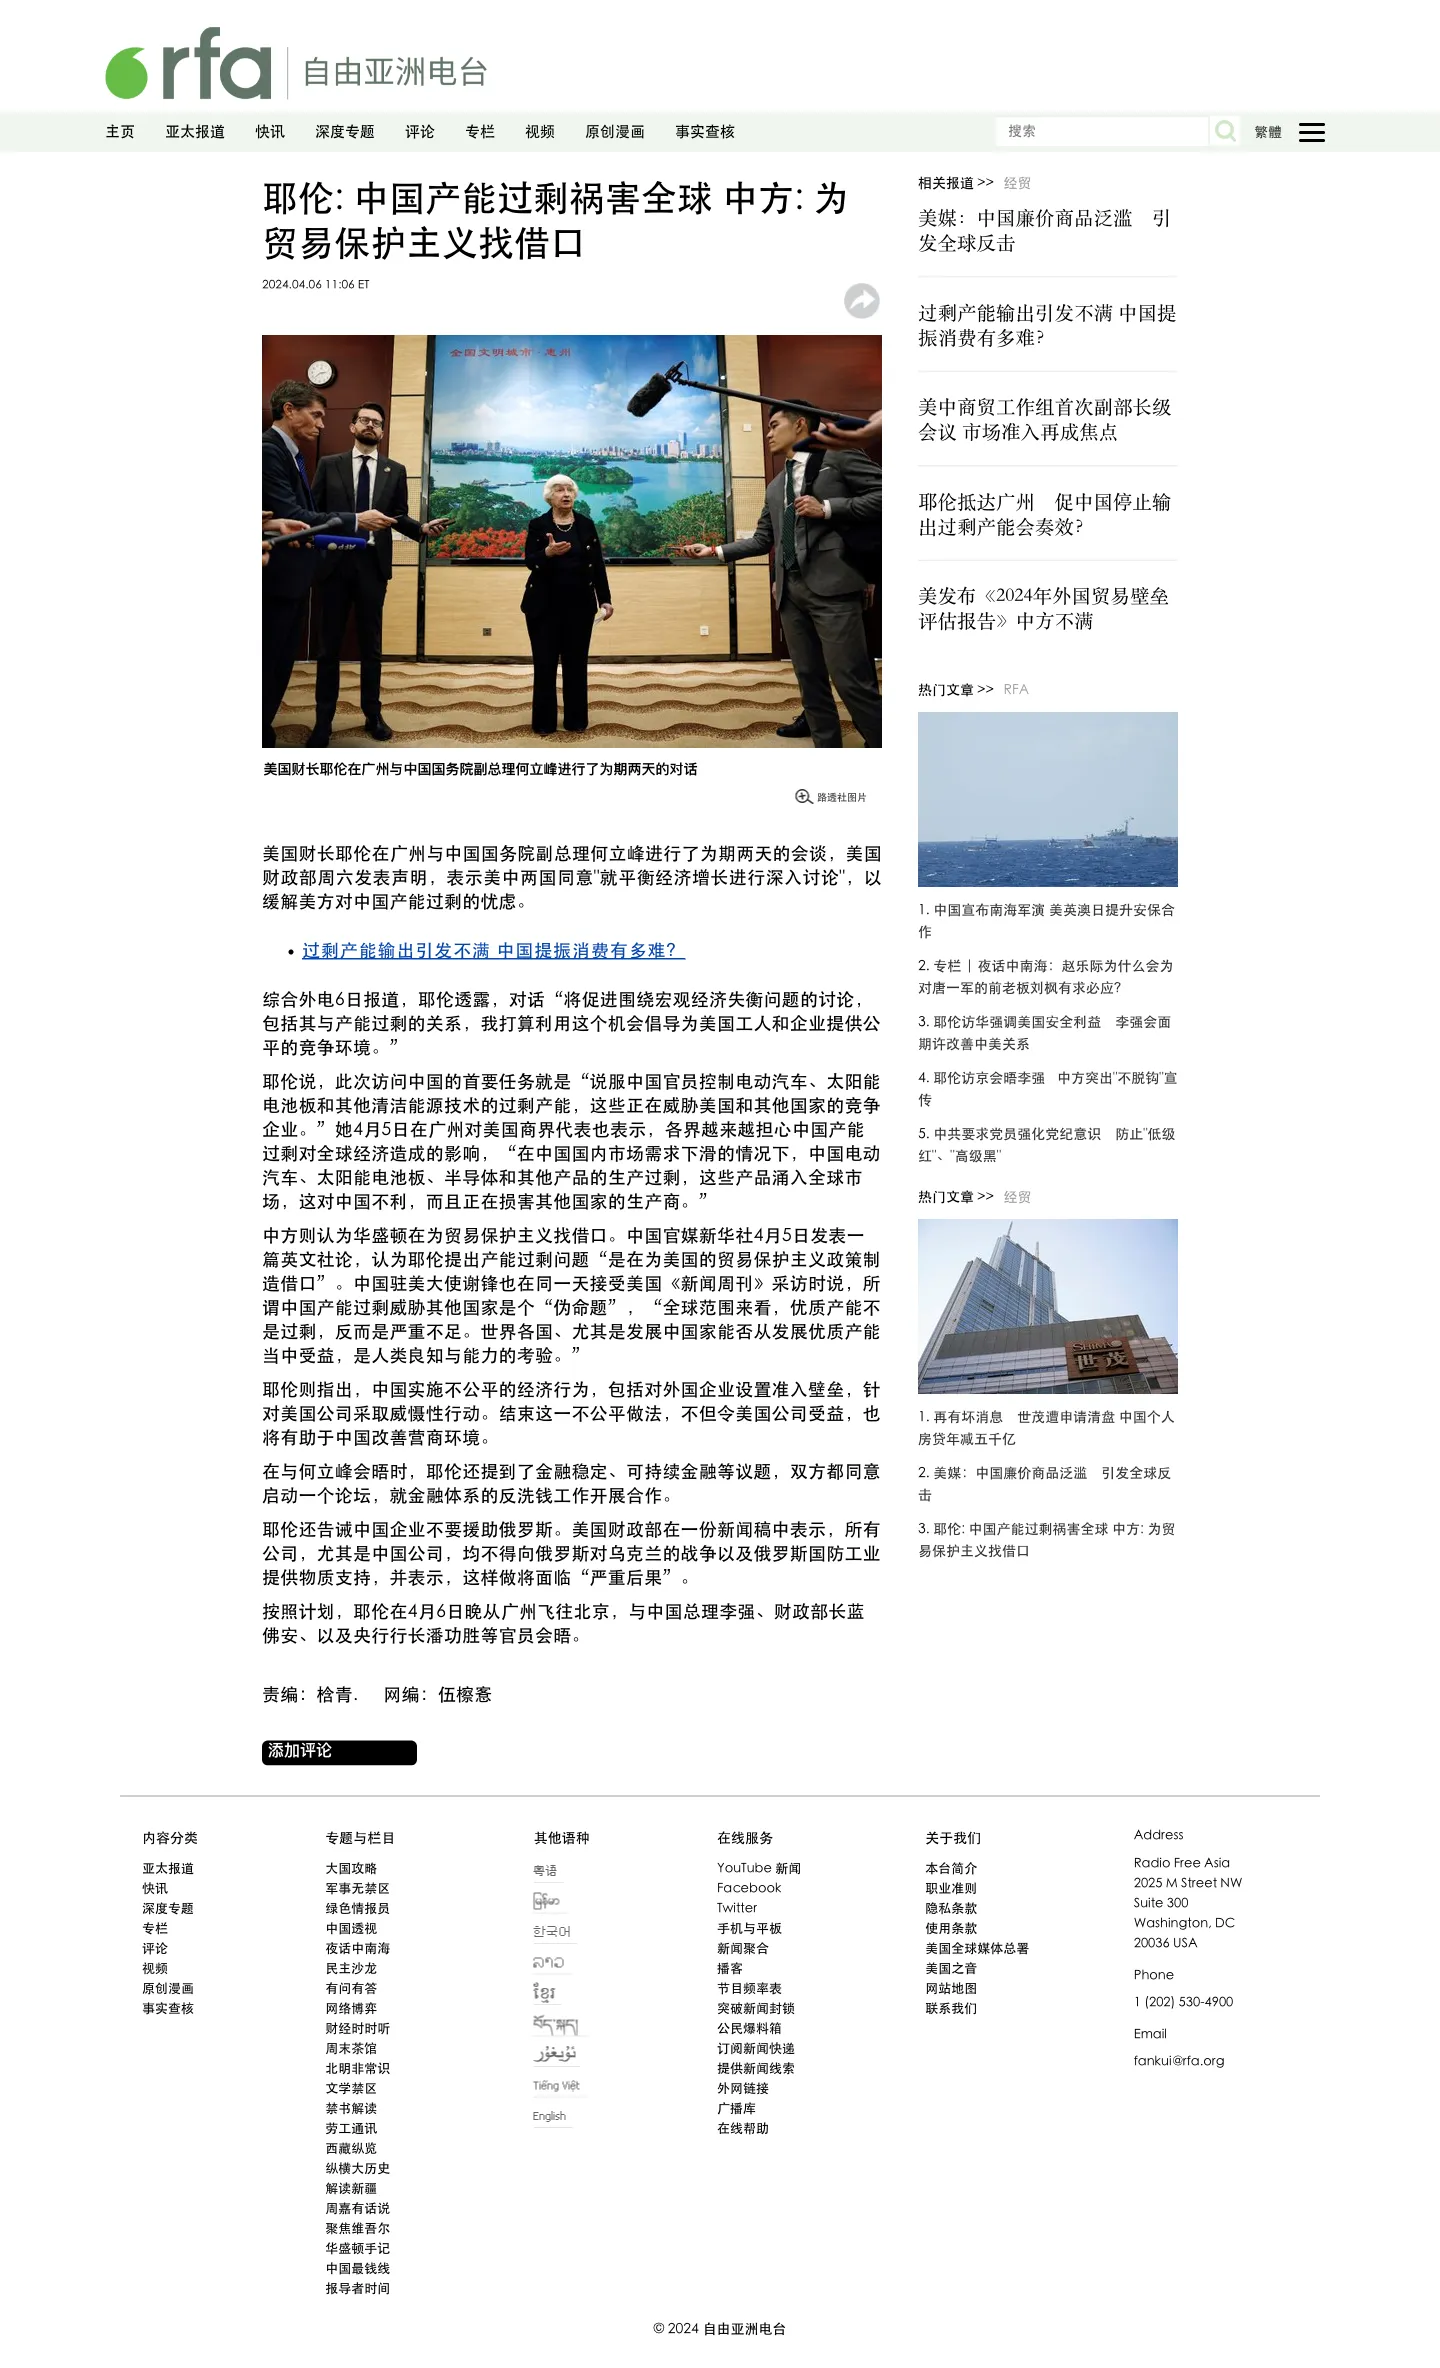 rfa 自由亚洲电台
主页 亚太报道 快讯 深度专题 评论 专栏 视频 原创漫画 事实查核 搜索 繁體
耶伦: 中国产能过剩祸害全球 中方: 为
贸易保护主义找借口
2024.04.06 11:06 ET
全国文明城市·惠州
美国财长耶伦在广州与中国国务院副总理何立峰进行了为期两天的对话
路透社图片
美国财长耶伦在广州与中国国务院副总理何立峰进行了为期两天的会谈，美国
财政部周六发表声明，表示美中两国同意"就平衡经济增长进行深入讨论"，以
缓解美方对中国产能过剩的忧虑。
• 过剩产能输出引发不满 中国提振消费有多难？
综合外电6日报道，耶伦透露，对话“将促进围绕宏观经济失衡问题的讨论，
包括其与产能过剩的关系，我打算利用这个机会倡导为美国工人和企业提供公
平的竞争环境。”
耶伦说，此次访问中国的首要任务就是“说服中国官员控制电动汽车、太阳能
电池板和其他清洁能源技术的过剩产能，这些正在威胁美国和其他国家的竞争
企业。”她4月5日在广州对美国商界代表也表示，各界越来越担心中国产能
过剩对全球经济造成的影响，“在中国国内市场需求下滑的情况下，中国电动
汽车、太阳能电池板、半导体和其他产品的生产过剩，这些产品涌入全球市
场，这对中国不利，而且正在损害其他国家的生产商。”
中方则认为华盛顿在为贸易保护主义找借口。中国官媒新华社4月5日发表一
篇英文社论，认为耶伦提出产能过剩问题“是在为美国的贸易保护主义政策制
造借口”。中国驻美大使谢锋也在同一天接受美国《新闻周刊》采访时说，所
谓中国产能过剩威胁其他国家是个“伪命题”，“全球范围来看，优质产能不
是过剩，反而是严重不足。世界各国、尤其是发展中国家能否从发展优质产能
当中受益，是人类良知与能力的考验。”
耶伦则指出，中国实施不公平的经济行为，包括对外国企业设置准入壁垒，针
对美国公司采取威慑性行动。结束这一不公平做法，不但令美国公司受益，也
将有助于中国改善营商环境。
在与何立峰会晤时，耶伦还提到了金融稳定、可持续金融等议题，双方都同意
启动一个论坛，就金融体系的反洗钱工作开展合作。
耶伦还告诫中国企业不要援助俄罗斯。美国财政部在一份新闻稿中表示，所有
公司，尤其是中国公司，均不得向俄罗斯对乌克兰的战争以及俄罗斯国防工业
提供物质支持，并表示，这样做将面临“严重后果”。
按照计划，耶伦在4月6日晚从广州飞往北京，与中国总理李强、财政部长蓝
佛安、以及央行行长潘功胜等官员会晤。
责编：梒青. 网编：伍檫愙
添加评论
相关报道 >> 经贸
美媒：中国廉价商品泛滥　引
发全球反击
过剩产能输出引发不满 中国提
振消费有多难？
美中商贸工作组首次副部长级
会议 市场准入再成焦点
耶伦抵达广州　促中国停止输
出过剩产能会奏效？
美发布《2024年外国贸易壁垒
评估报告》中方不满
热门文章 >> RFA
1. 中国宣布南海军演 美英澳日提升安保合
作
2. 专栏 | 夜话中南海：赵乐际为什么会为
对唐一军的前老板刘枫有求必应？
3. 耶伦访华强调美国安全利益　李强会面
期许改善中美关系
4. 耶伦访京会晤李强　中方突出"不脱钩"宣
传
5. 中共要求党员强化党纪意识　防止"低级
红"、"高级黑"
热门文章 >> 经贸
SHIMAO
世茂
1. 再有坏消息　世茂遭申请清盘 中国个人
房贷年减五千亿
2. 美媒：中国廉价商品泛滥　引发全球反
击
3. 耶伦: 中国产能过剩祸害全球 中方: 为贸
易保护主义找借口
内容分类
亚太报道
快讯
深度专题
专栏
评论
视频
原创漫画
事实查核
专题与栏目
大国攻略
军事无禁区
绿色情报员
中国透视
夜话中南海
民主沙龙
有问有答
网络博弈
财经时时听
周末茶馆
北明非常识
文学禁区
禁书解读
劳工通讯
西藏纵览
纵横大历史
解读新疆
周嘉有话说
聚焦维吾尔
华盛顿手记
中国最钱线
报导者时间
其他语种
粤语
မြန်မာ
한국어
ລາວ
ខ្មែរ
བོད་སྐད།
ئۇيغۇر
Tiếng Việt
English
在线服务
YouTube 新闻
Facebook
Twitter
手机与平板
新闻聚合
播客
节目频率表
突破新闻封锁
公民爆料箱
订阅新闻快递
提供新闻线索
外网链接
广播库
在线帮助
关于我们
本台简介
职业准则
隐私条款
使用条款
美国全球媒体总署
美国之音
网站地图
联系我们
Address
Radio Free Asia
2025 M Street NW
Suite 300
Washington, DC
20036 USA
Phone
1 (202) 530-4900
Email
fankui@rfa.org
© 2024 自由亚洲电台